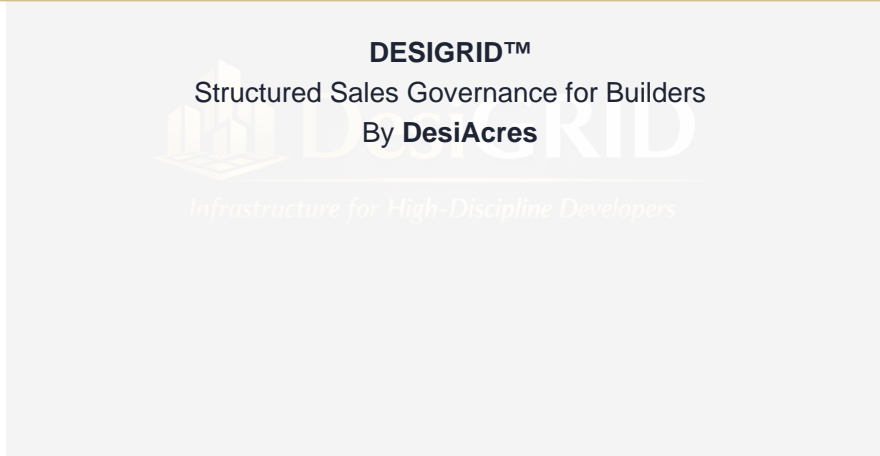 DESIGRID™
Structured Sales Governance for Builders
By DesiAcres
DesiGRID
Infrastructure for High-Discipline Developers